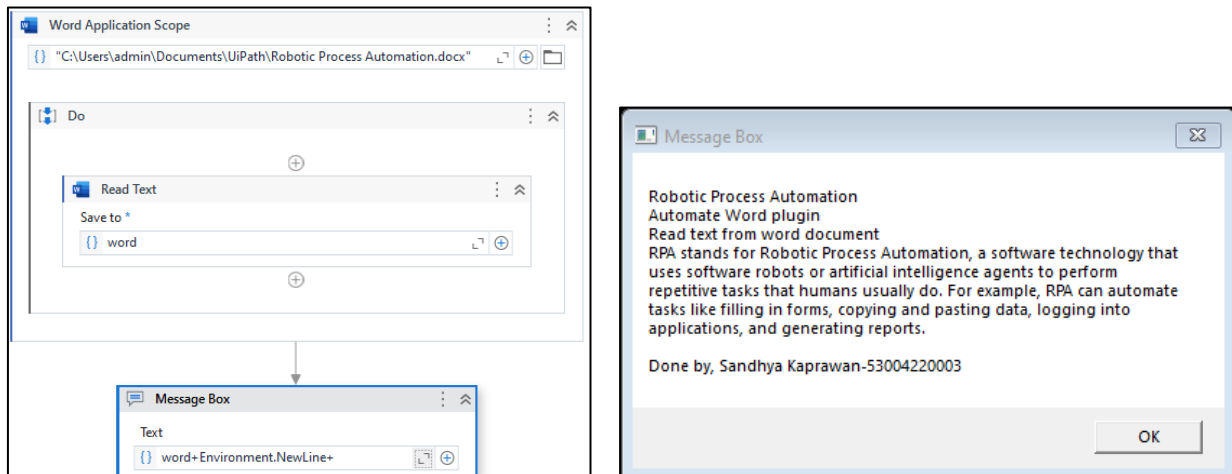 Word Application Scope
"C:\Users\admin\Documents\UiPath\Robotic Process Automation.docx"
Do
Read Text
Save to *
word
Message Box
Text
word+Environment.NewLine+
Message Box
Robotic Process Automation
Automate Word plugin
Read text from word document
RPA stands for Robotic Process Automation, a software technology that
uses software robots or artificial intelligence agents to perform
repetitive tasks that humans usually do. For example, RPA can automate
tasks like filling in forms, copying and pasting data, logging into
applications, and generating reports.
Done by, Sandhya Kaprawan-53004220003
OK